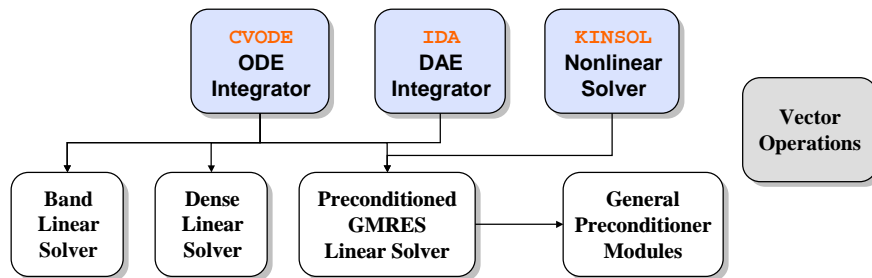 CVODE
ODE
Integrator
IDA
DAE
Integrator
KINSOL
Nonlinear
Solver
Vector
Operations
Band
Linear
Solver
Dense
Linear
Solver
Preconditioned
GMRES
Linear Solver
General
Preconditioner
Modules